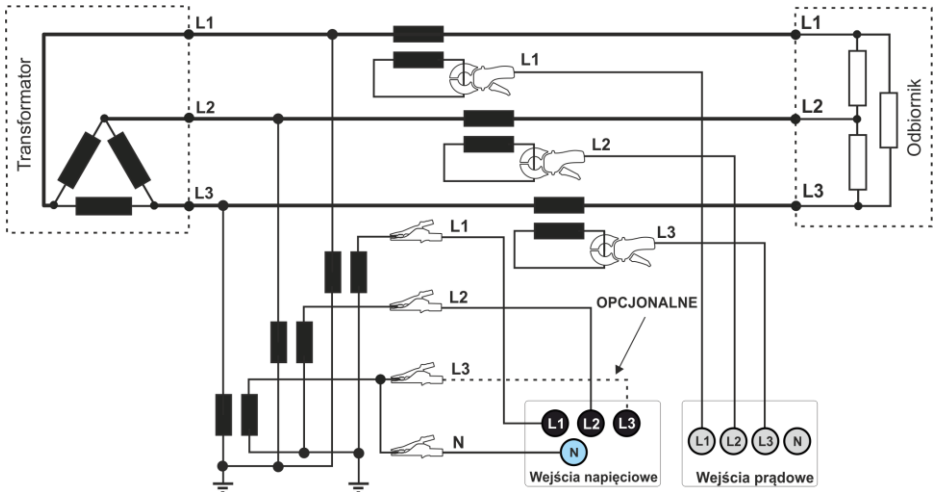 Transformator
L1
L2
L3
L1
L2
L3
L1
L2
L3
Odbiornik
L1
L2
L3
N
OPCJONALNE
L1
L2
L3
N
Wejścia napięciowe
L1
L2
L3
N
Wejścia prądowe